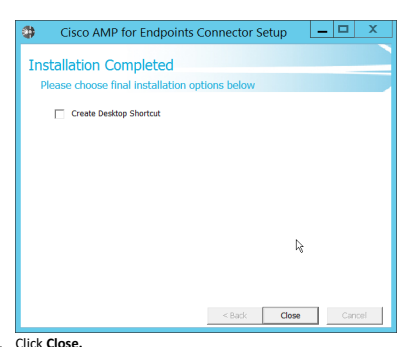 Cisco AMP for Endpoints Connector Setup
Installation Completed
Please choose final installation options below
Create Desktop Shortcut
< Back Close Cancel
Click Close.